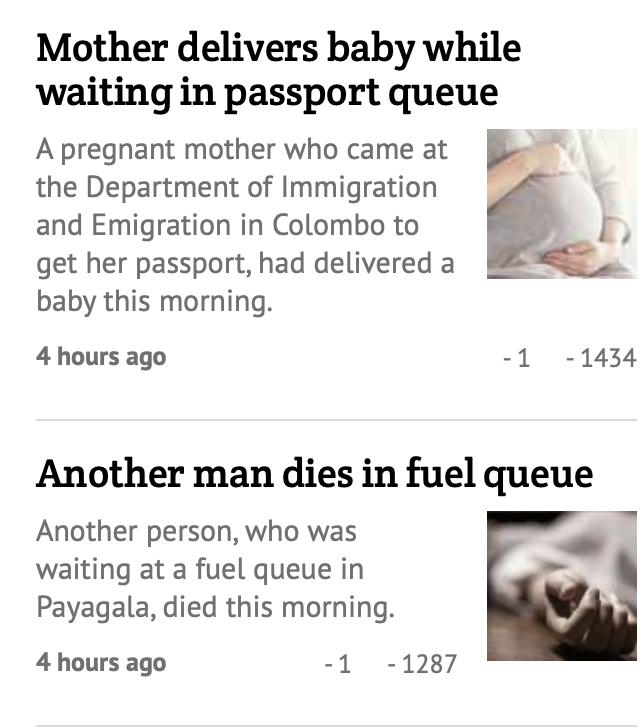 Mother delivers baby while
waiting in passport queue
A pregnant mother who came at
the Department of Immigration
and Emigration in Colombo to
get her passport, had delivered a
baby this morning.
4 hours ago - 1 - 1434
Another man dies in fuel queue
Another person, who was
waiting at a fuel queue in
Payagala, died this morning.
4 hours ago - 1 - 1287